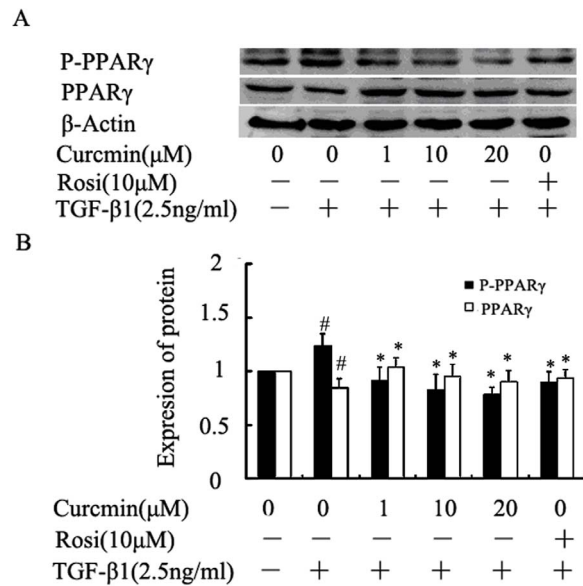 A
P-PPARγ
PPARγ
β-Actin
Curcmin(μM) 0 0 1 10 20 0
Rosi(10μM) — — — — — +
TGF-β1(2.5ng/ml) — + + + + +
B
Expresion of protein
2
1.5
1
0.5
0
P-PPARγ
PPARγ
# # * * * * * * * *
Curcmin(μM) 0 0 1 10 20 0
Rosi(10μM) — — — — — +
TGF-β1(2.5ng/ml) — + + + + +